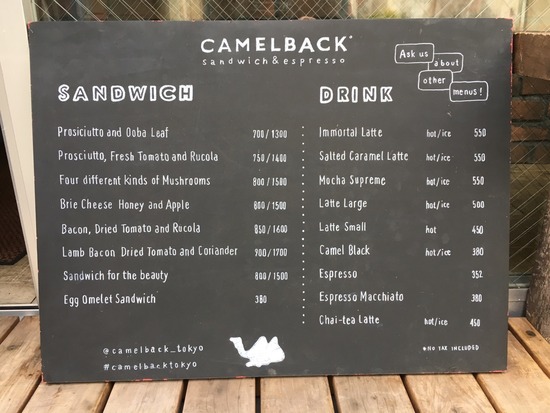 CAMELBACK
sandwich & espresso
Ask us
about
other
menus!
SANDWICH
Prosiciutto and Ooba Leaf 700/1300
Prosciutto, Fresh Tomato and Rucola 750/1400
Four different kinds of Mushrooms 800/1500
Brie Cheese Honey and Apple 800/1500
Bacon, Dried Tomato and Rucola 850/1600
Lamb Bacon Dried Tomato and Coriander 900/1700
Sandwich for the beauty 800/1500
Egg Omelet Sandwich 380
DRINK
Immortal Latte hot/ice 550
Salted Caramel Latte hot/ice 550
Mocha Supreme hot/ice 550
Latte Large hot/ice 500
Latte Small hot 450
Camel Black hot/ice 380
Espresso 352
Espresso Macchiato 380
Chai-tea Latte hot/ice 450
@camelback_tokyo
#camelbacktokyo
*NO TAX INCLUDED